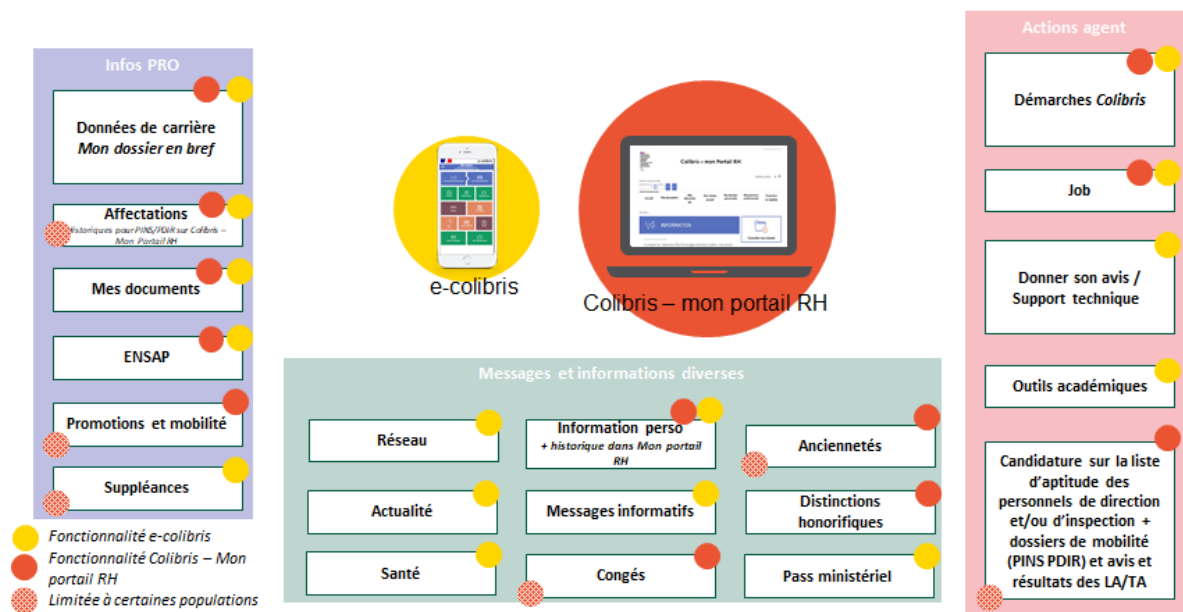 Infos PRO
Données de carrière
Mon dossier en bref
Affectations
Historiques pour PINS/PDIR sur Colibris –
Mon Portail RH
Mes documents
ENSAP
Promotions et mobilité
Suppléances
Fonctionnalité e-colibris
Fonctionnalité Colibris – Mon
portail RH
Limitée à certaines populations
e-colibris
Colibris – mon Portail RH
INFORMATION
Colibris – mon portail RH
Messages et informations diverses
Réseau
Information perso
+ historique dans Mon portail
RH
Anciennetés
Actualité
Messages informatifs
Distinctions
honorifiques
Santé
Congés
Pass ministériel
Actions agent
Démarches Colibris
Job
Donner son avis /
Support technique
Outils académiques
Candidature sur la liste
d'aptitude des
personnels de direction
et/ou d'inspection +
dossiers de mobilité
(PINS PDIR) et avis et
résultats des LA/TA